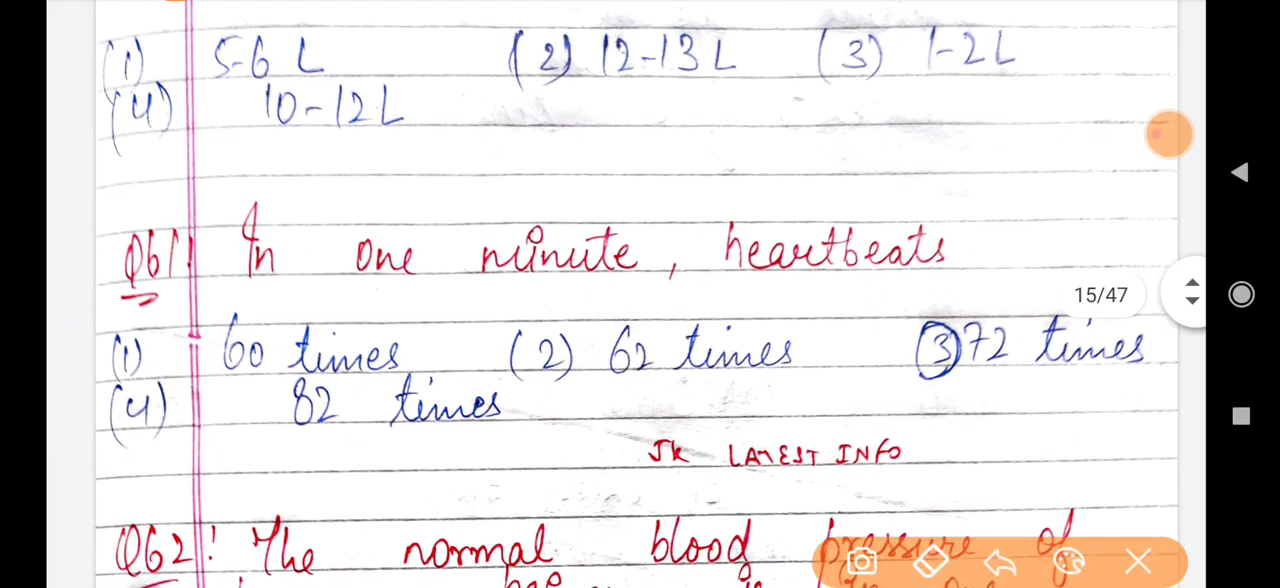 (1) 5-6 L (2) 12-13 L (3) 1-2 L
(4) 10-12 L
Q61! In one minute, heartbeats
15/47
(1) 60 times (2) 62 times (3) 72 times
(4) 82 times
JK LATEST INFO
Q62! The normal blood pressure of